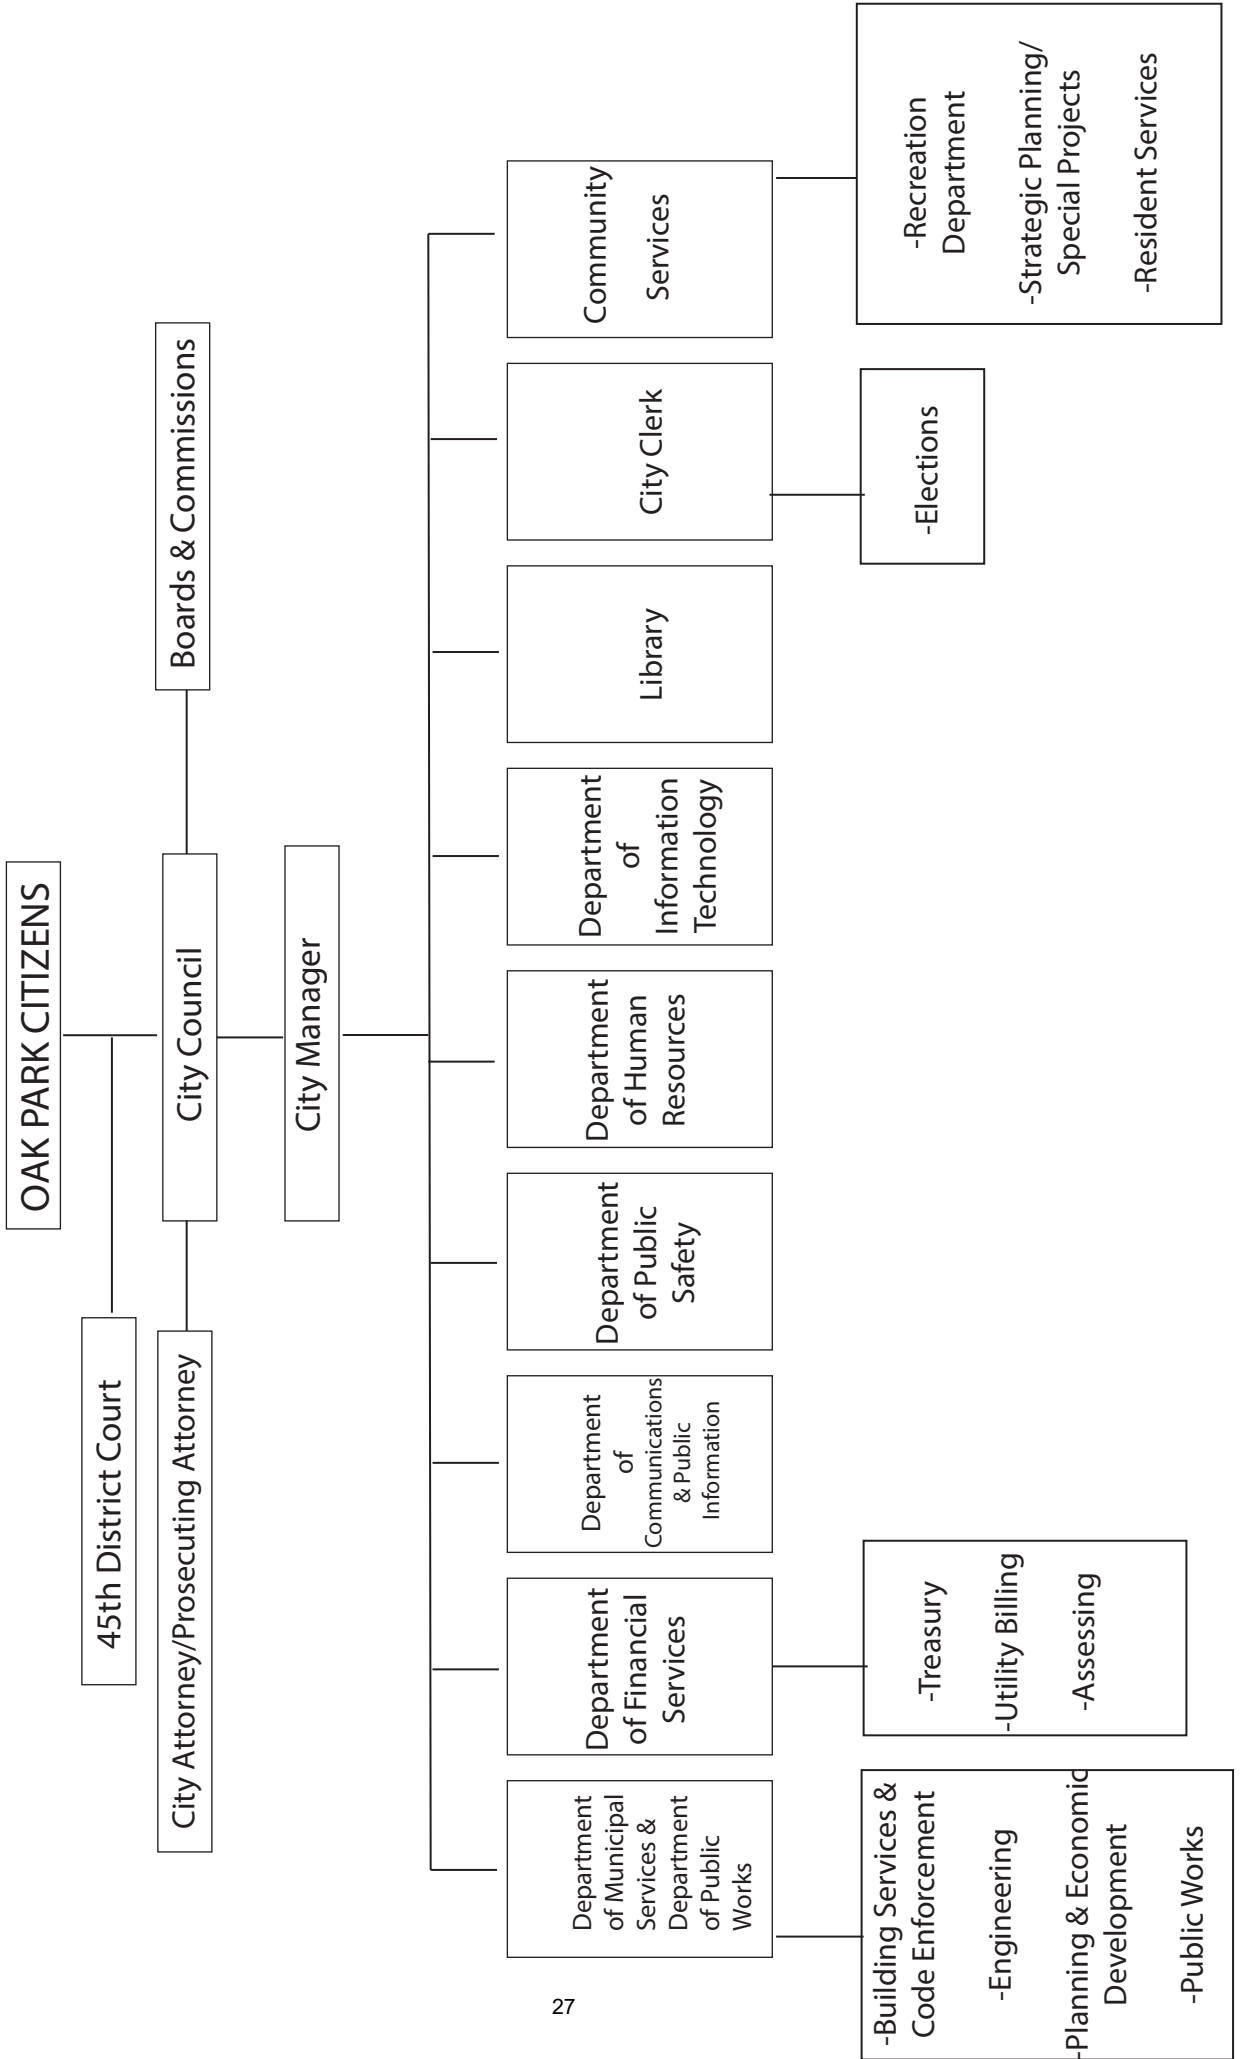 OAK PARK CITIZENS
45th District Court
City Attorney/Prosecuting Attorney
City Council
Boards & Commissions
City Manager
Department
of Municipal
Services &
Department
of Public
Works
Department
of Financial
Services
Department
of
Communications
& Public
Information
Department
of Public
Safety
Department
of Human
Resources
Department
of
Information
Technology
Library
City Clerk
Community
Services
-Building Services &
Code Enforcement
-Engineering
-Planning & Economic
Development
-Public Works
-Treasury
-Utility Billing
-Assessing
-Elections
-Recreation
Department
-Strategic Planning/
Special Projects
-Resident Services
27